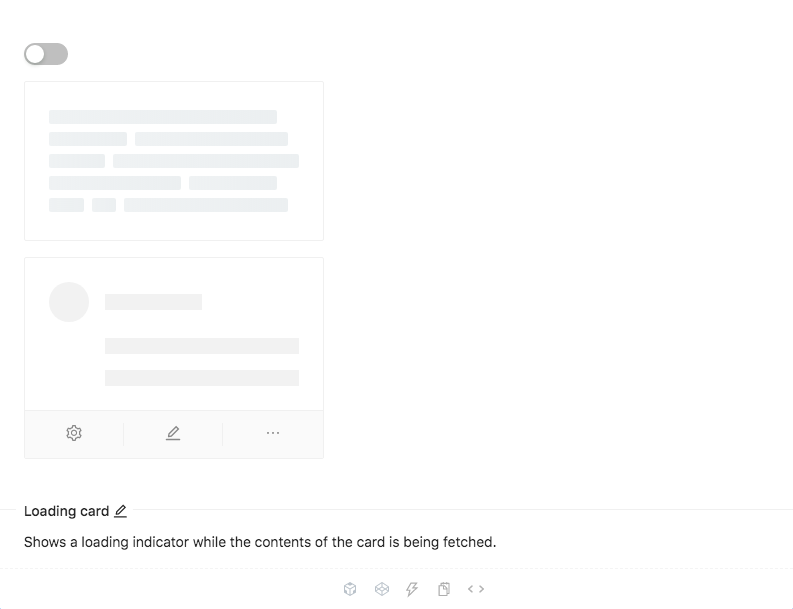 Loading card
Shows a loading indicator while the contents of the card is being fetched.